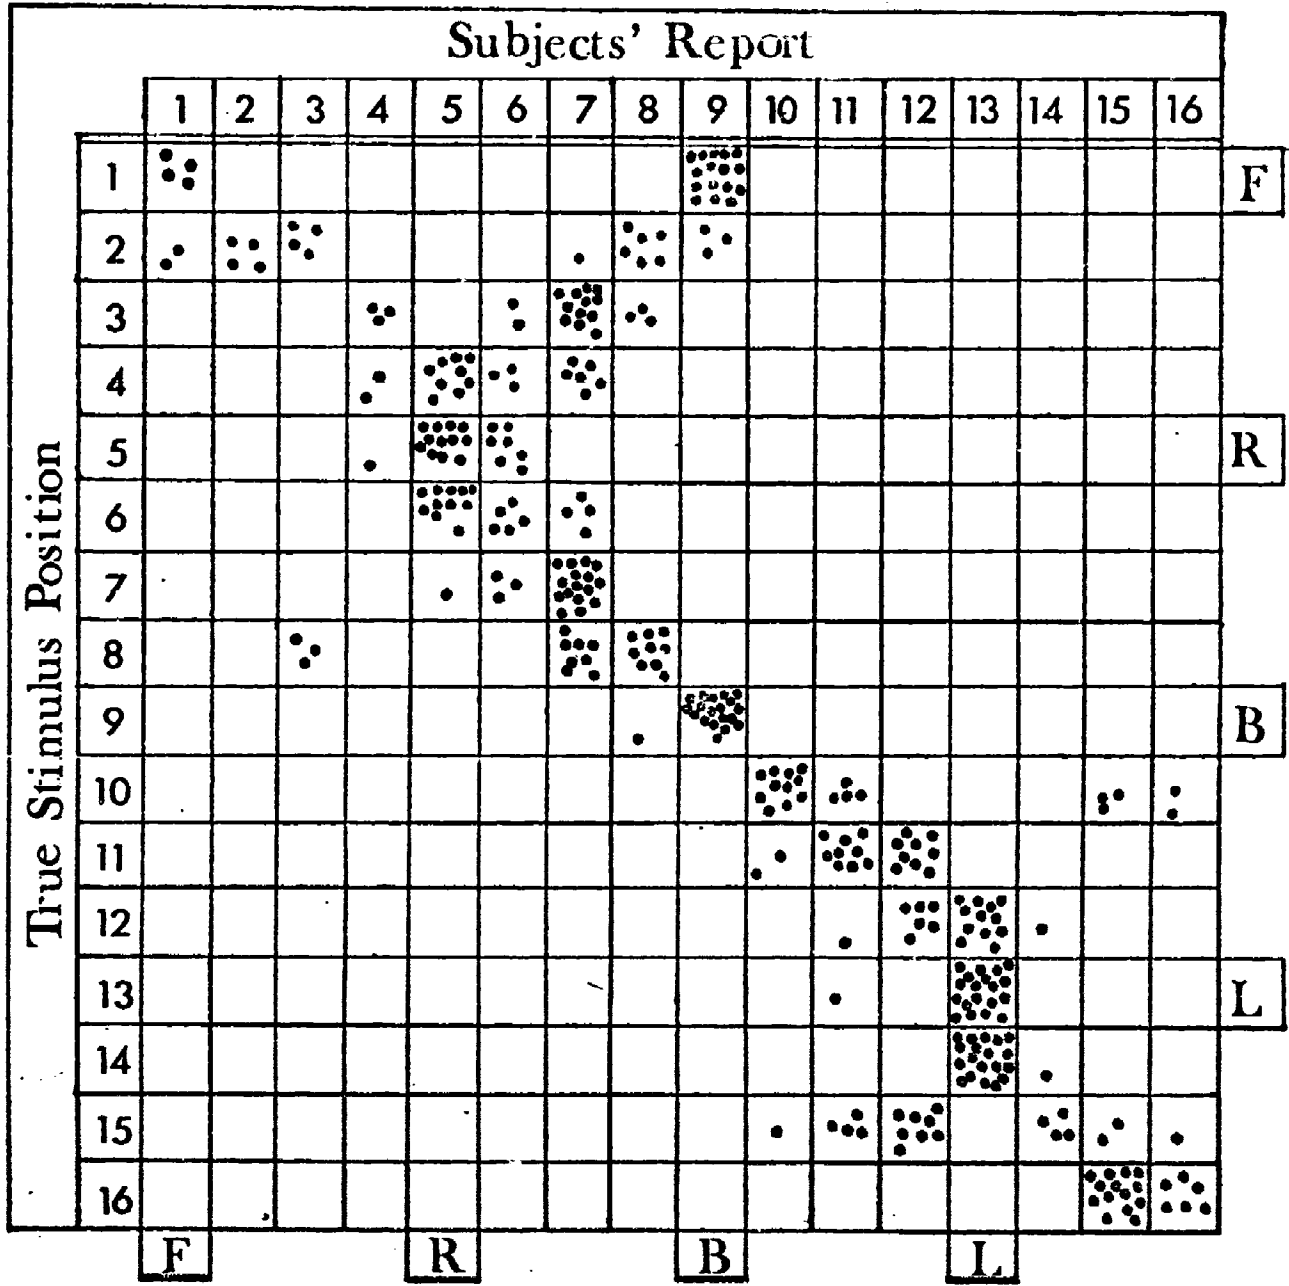 Subjects' Report
1 2 3 4 5 6 7 8 9 10 11 12 13 14 15 16
True Stimulus Position
1 F
2
3
4
5 R
6
7
8
9 B
10
11
12
13 L
14
15
16
F R B L